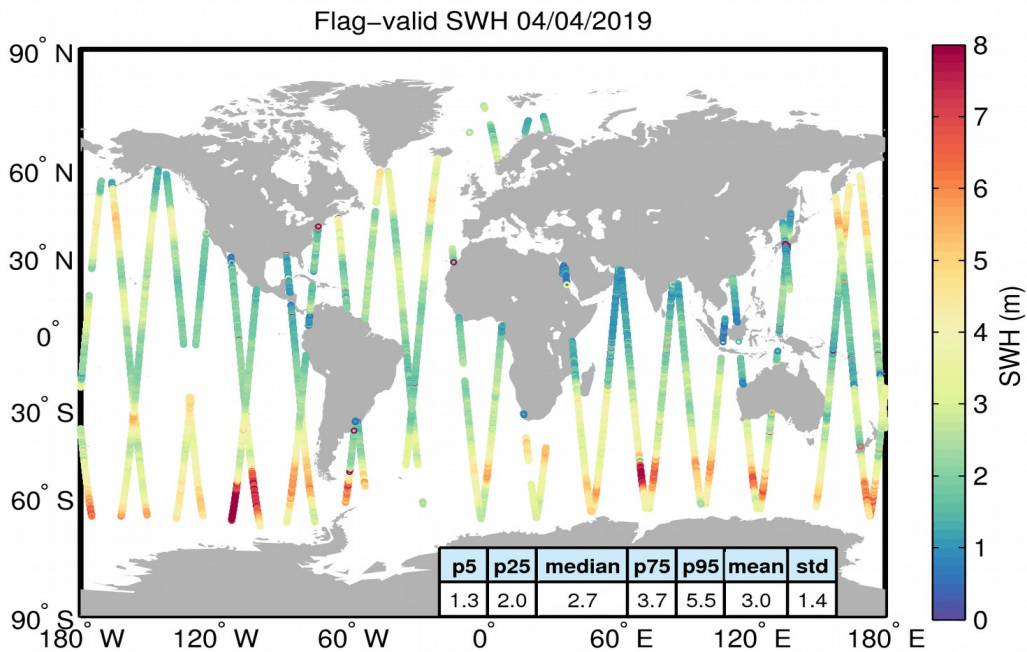 Flag−valid SWH 04/04/2019
90° N
60° N
30° N
0°
30° S
60° S
90° S
180° W 120° W 60° W 0° 60° E 120° E 180° E
p5 p25 median p75 p95 mean std
1.3 2.0 2.7 3.7 5.5 3.0 1.4
8
7
6
5
4
3
2
1
0
SWH (m)